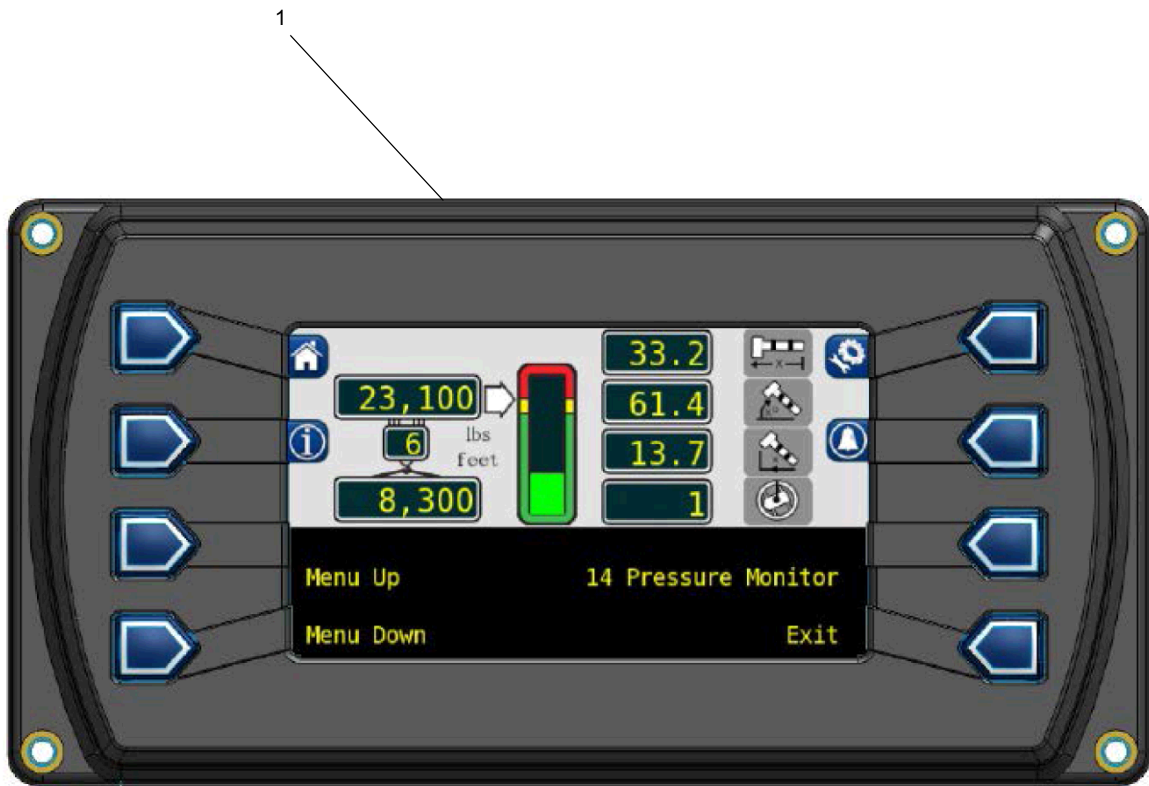 1
33.2
23,100
61.4
6
lbs
feet
13.7
8,300
1
Menu Up
14 Pressure Monitor
Menu Down
Exit